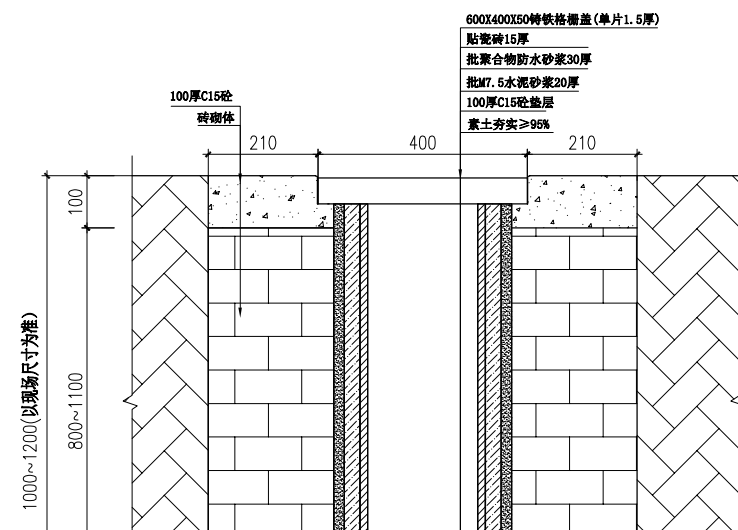 600X400X50铸铁格栅盖(单片1.5厚)
贴瓷砖15厚
批聚合物防水砂浆30厚
批M7.5水泥砂浆20厚
100厚C15砼垫层
素土夯实≥95%
100厚C15砼
砖砌体
210
400
210
100
800~1100
1000~1200(以现场尺寸为准)